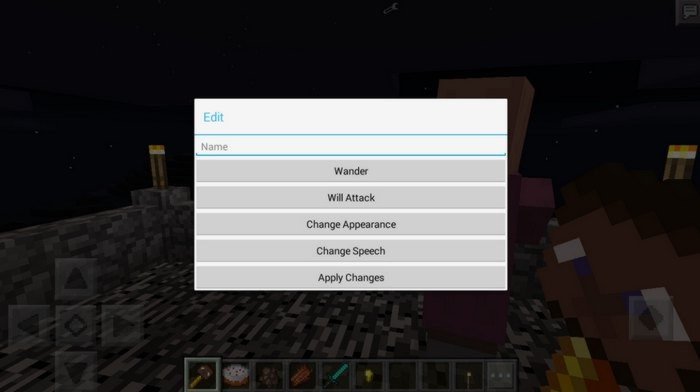 Edit
Name
Wander
Will Attack
Change Appearance
Change Speech
Apply Changes